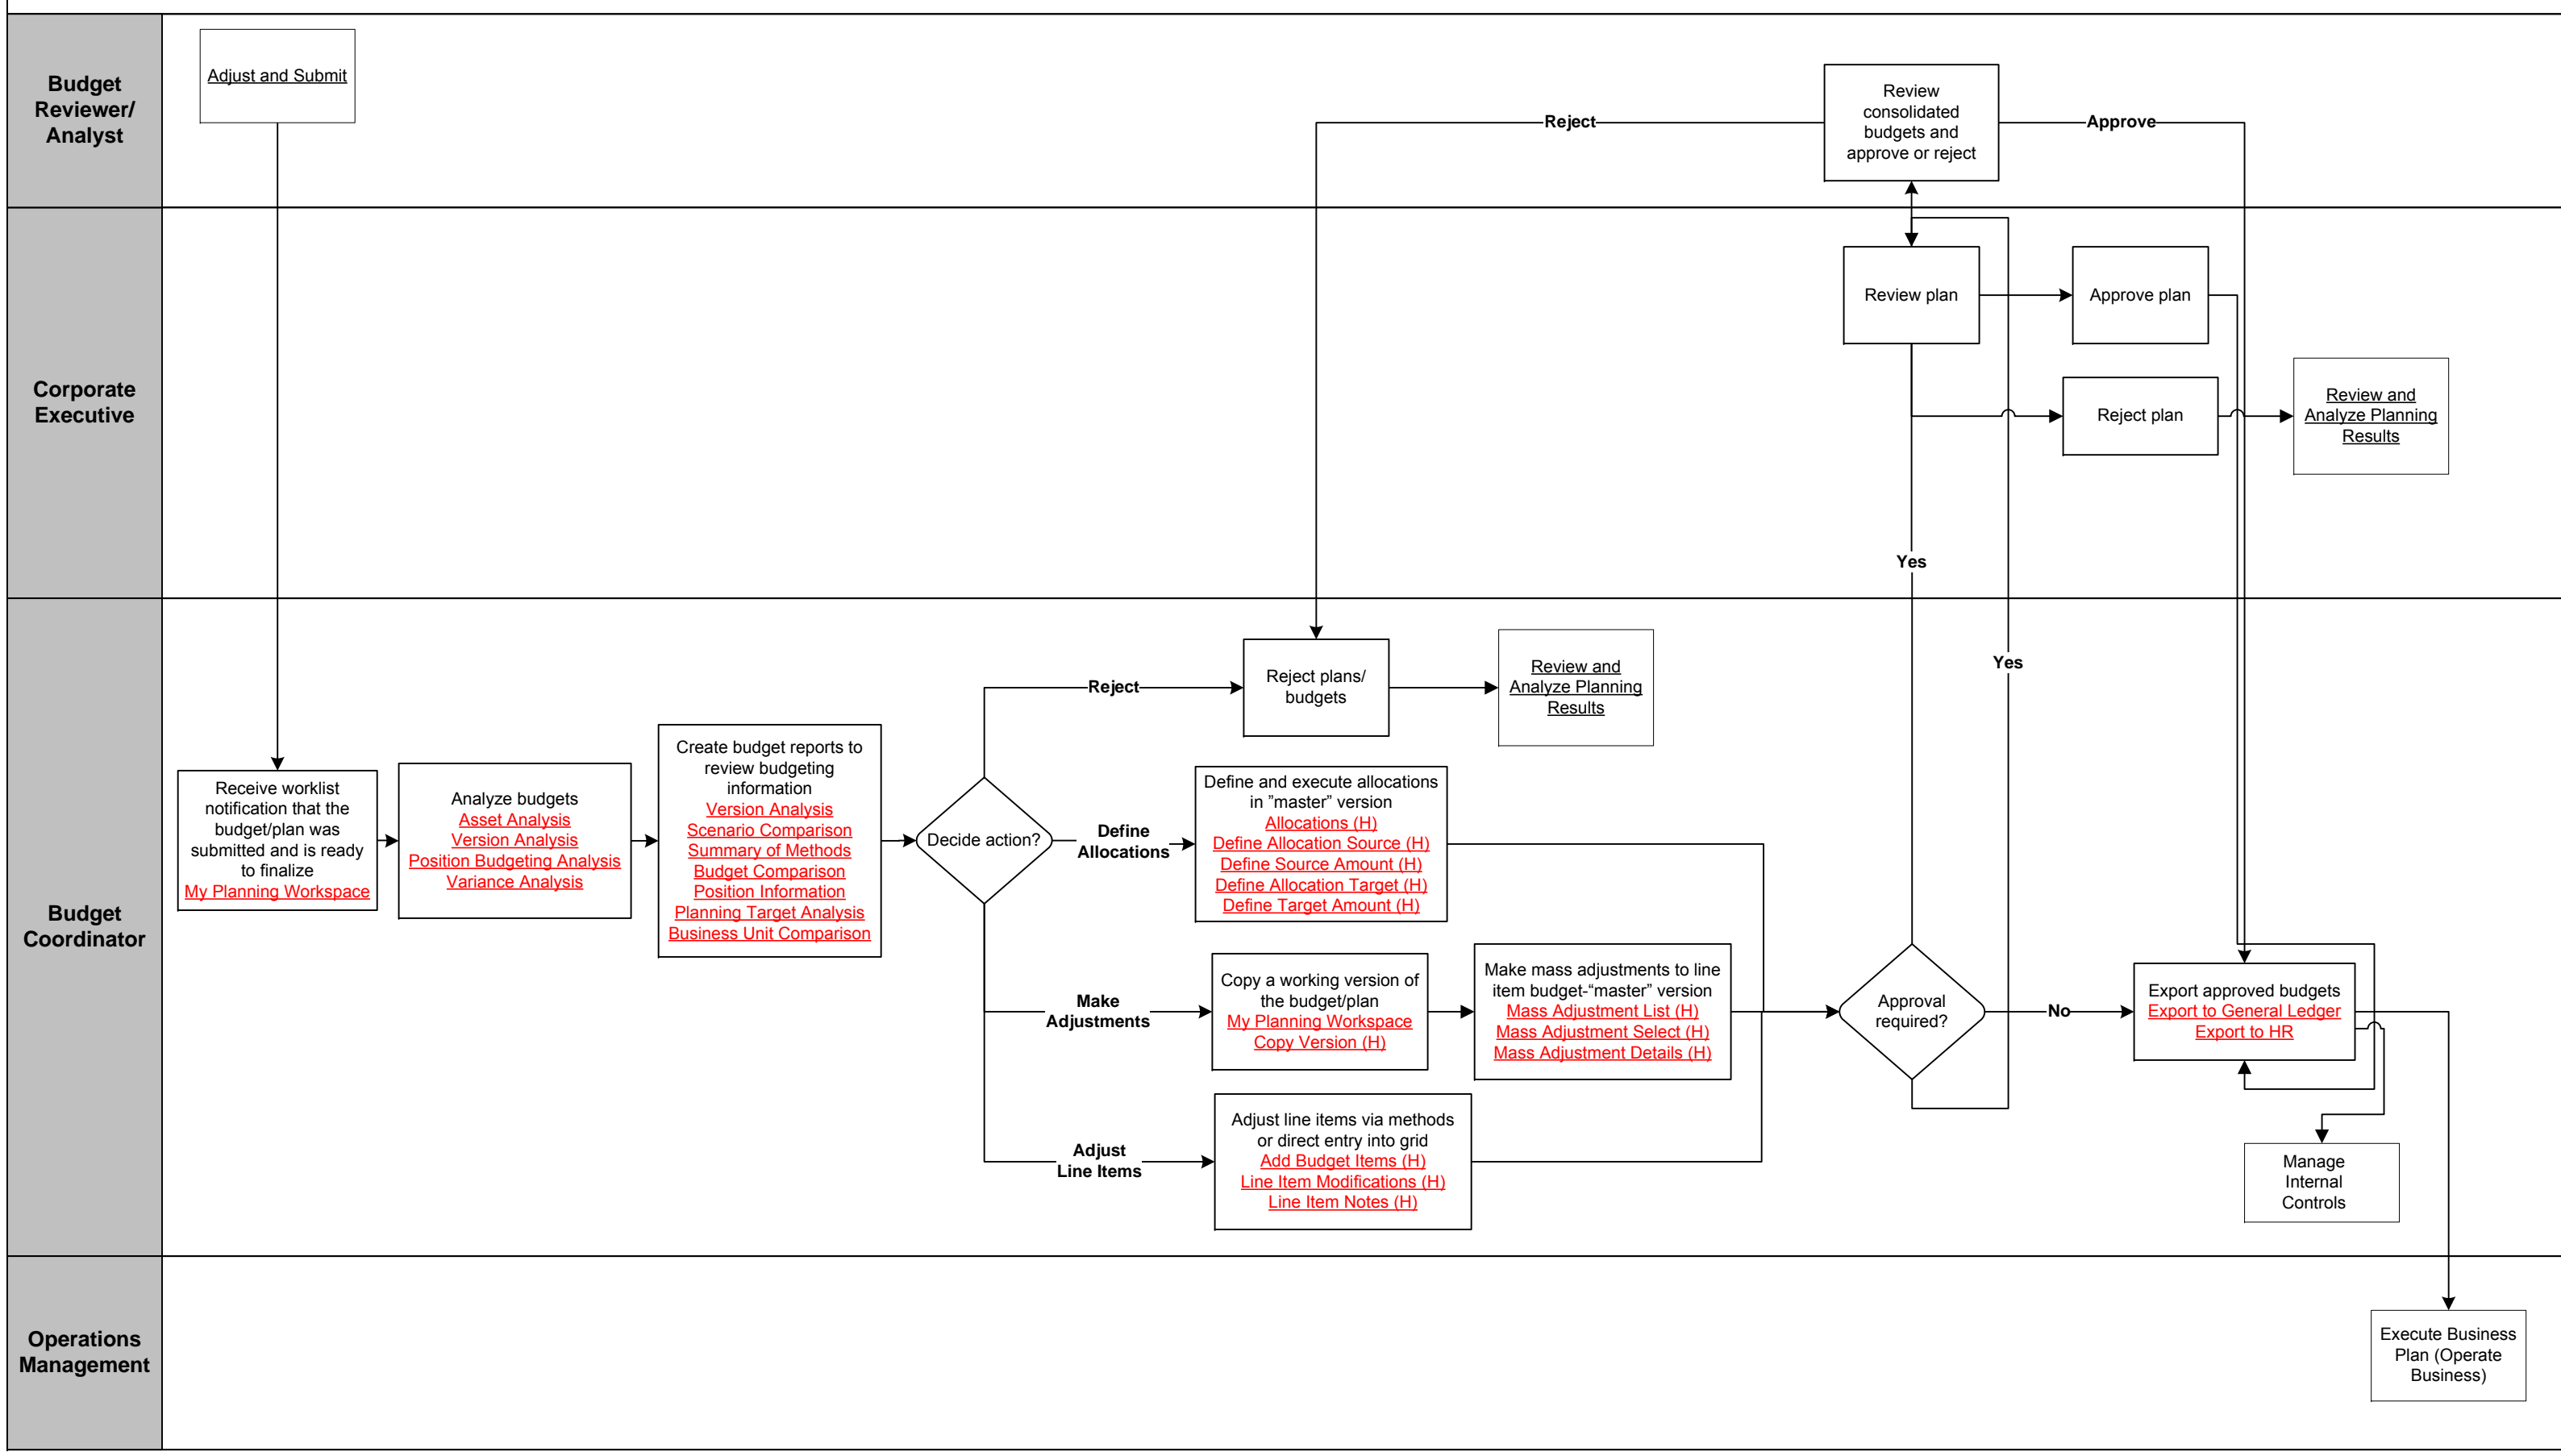 Budget
Reviewer/
Analyst
Adjust and Submit
Review
consolidated
budgets and
approve or reject
Reject
Approve
Corporate
Executive
Review plan
Approve plan
Reject plan
Review and
Analyze Planning
Results
Yes
Yes
Budget
Coordinator
Receive worklist
notification that the
budget/plan was
submitted and is ready
to finalize
My Planning Workspace
Analyze budgets
Asset Analysis
Version Analysis
Position Budgeting Analysis
Variance Analysis
Create budget reports to
review budgeting
information
Version Analysis
Scenario Comparison
Summary of Methods
Budget Comparison
Position Information
Planning Target Analysis
Business Unit Comparison
Decide action?
Reject
Reject plans/
budgets
Review and
Analyze Planning
Results
Define
Allocations
Define and execute allocations
in ”master” version
Allocations (H)
Define Allocation Source (H)
Define Source Amount (H)
Define Allocation Target (H)
Define Target Amount (H)
Make
Adjustments
Copy a working version of
the budget/plan
My Planning Workspace
Copy Version (H)
Make mass adjustments to line
item budget-“master” version
Mass Adjustment List (H)
Mass Adjustment Select (H)
Mass Adjustment Details (H)
Adjust
Line Items
Adjust line items via methods
or direct entry into grid
Add Budget Items (H)
Line Item Modifications (H)
Line Item Notes (H)
Approval
required?
No
Export approved budgets
Export to General Ledger
Export to HR
Manage
Internal
Controls
Operations
Management
Execute Business
Plan (Operate
Business)